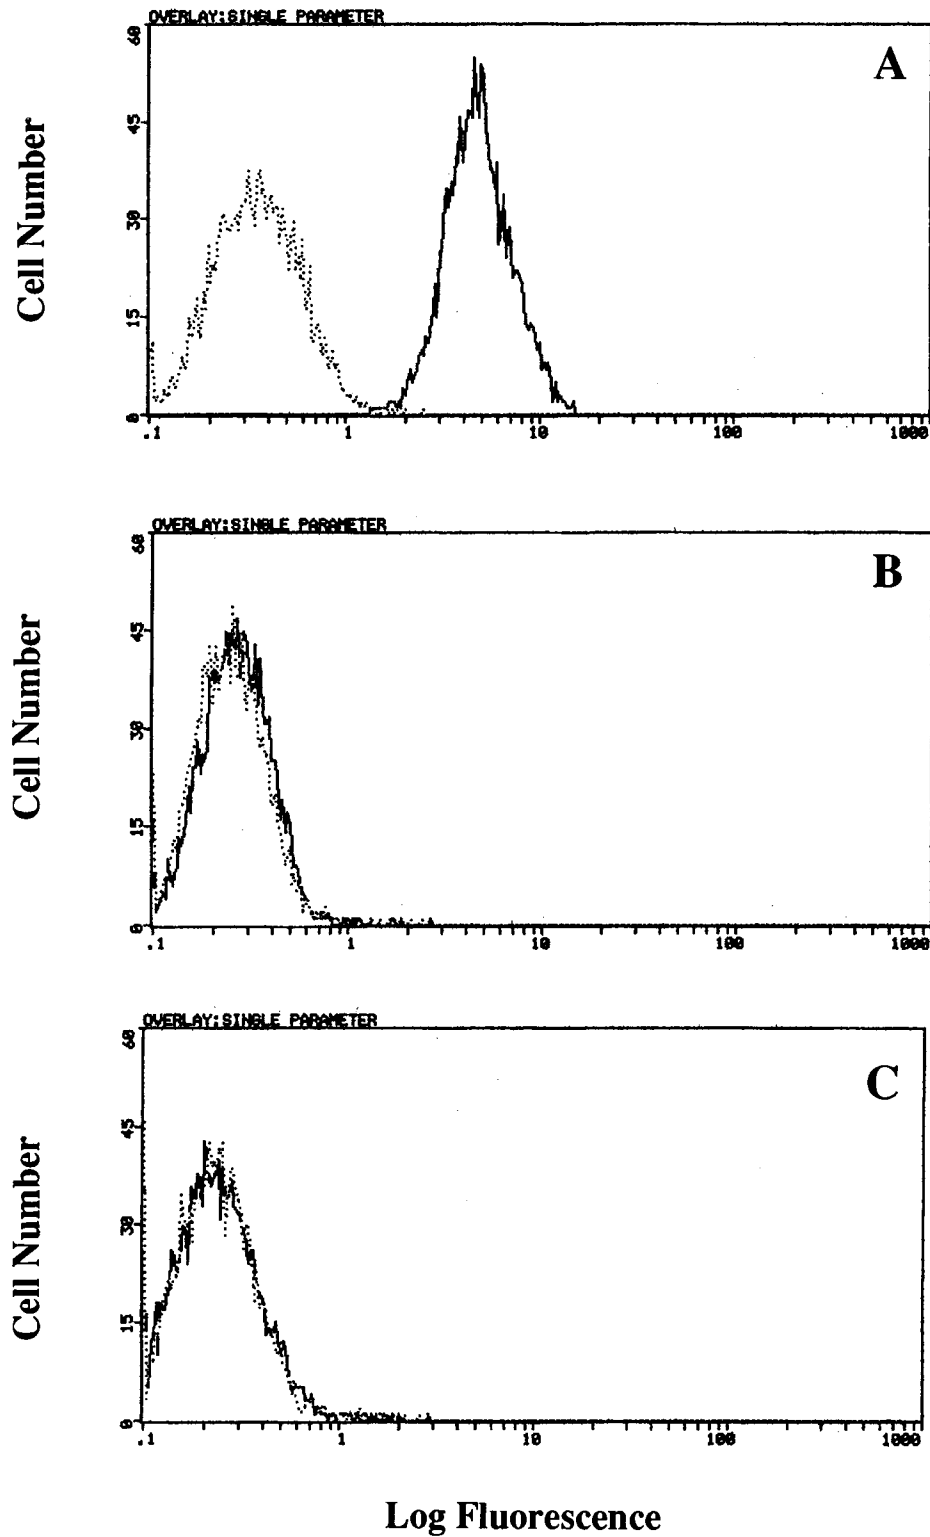 OVERLAY:SINGLE PARAMETER
A
Cell Number
60
45
30
15
0
.1 1 10 100 1000
OVERLAY:SINGLE PARAMETER
B
Cell Number
60
45
30
15
0
.1 1 10 100 1000
OVERLAY:SINGLE PARAMETER
C
Cell Number
60
45
30
15
0
.1 1 10 100 1000
Log Fluorescence